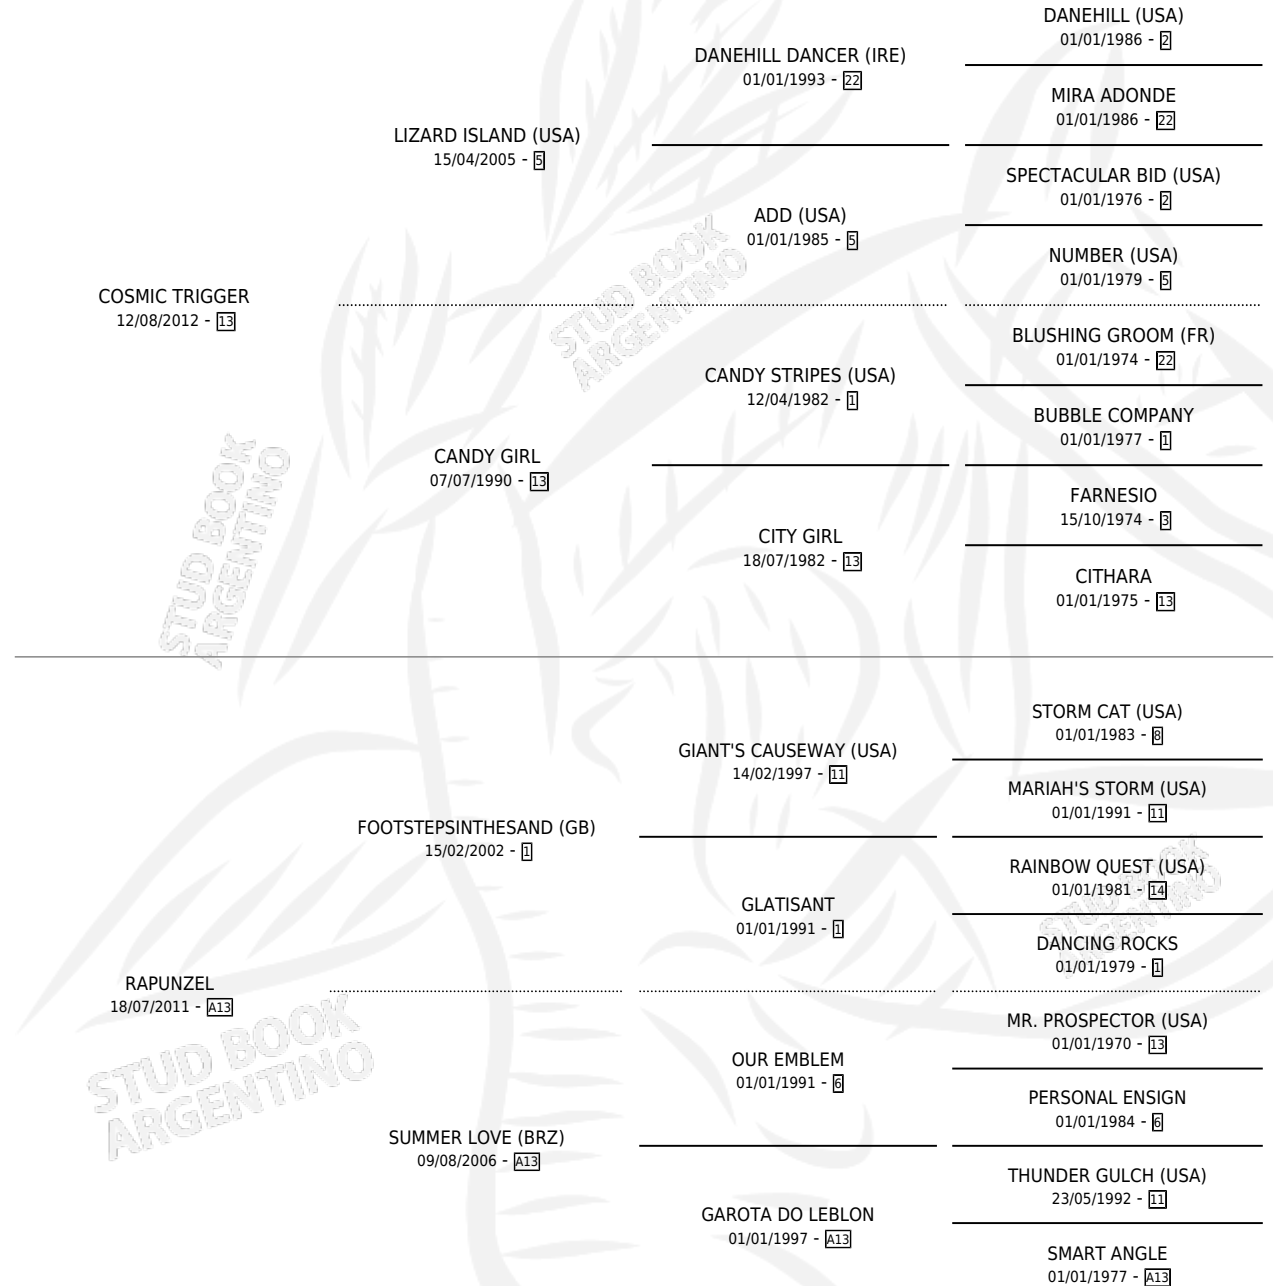 DANEHILL (USA)
01/01/1986 - 2
DANEHILL DANCER (IRE)
01/01/1993 - 22
MIRA ADONDE
01/01/1986 - 22
LIZARD ISLAND (USA)
15/04/2005 - 5
SPECTACULAR BID (USA)
01/01/1976 - 2
ADD (USA)
01/01/1985 - 5
NUMBER (USA)
01/01/1979 - 5
COSMIC TRIGGER
12/08/2012 - 13
BLUSHING GROOM (FR)
01/01/1974 - 22
CANDY STRIPES (USA)
12/04/1982 - 1
BUBBLE COMPANY
01/01/1977 - 1
CANDY GIRL
07/07/1990 - 13
FARNESIO
15/10/1974 - 3
CITY GIRL
18/07/1982 - 13
CITHARA
01/01/1975 - 13
STUD BOOK
ARGENTINO
STUD BOOK
ARGENTINO
STORM CAT (USA)
01/01/1983 - 8
GIANT'S CAUSEWAY (USA)
14/02/1997 - 11
MARIAH'S STORM (USA)
01/01/1991 - 11
FOOTSTEPSINTHESAND (GB)
15/02/2002 - 1
RAINBOW QUEST (USA)
01/01/1981 - 14
GLATISANT
01/01/1991 - 1
DANCING ROCKS
01/01/1979 - 1
RAPUNZEL
18/07/2011 - A13
MR. PROSPECTOR (USA)
01/01/1970 - 13
OUR EMBLEM
01/01/1991 - 6
PERSONAL ENSIGN
01/01/1984 - 6
SUMMER LOVE (BRZ)
09/08/2006 - A13
THUNDER GULCH (USA)
23/05/1992 - 11
GAROTA DO LEBLON
01/01/1997 - A13
SMART ANGLE
01/01/1977 - A13
STUD BOOK
ARGENTINO
STUD BOOK
ARGENTINO